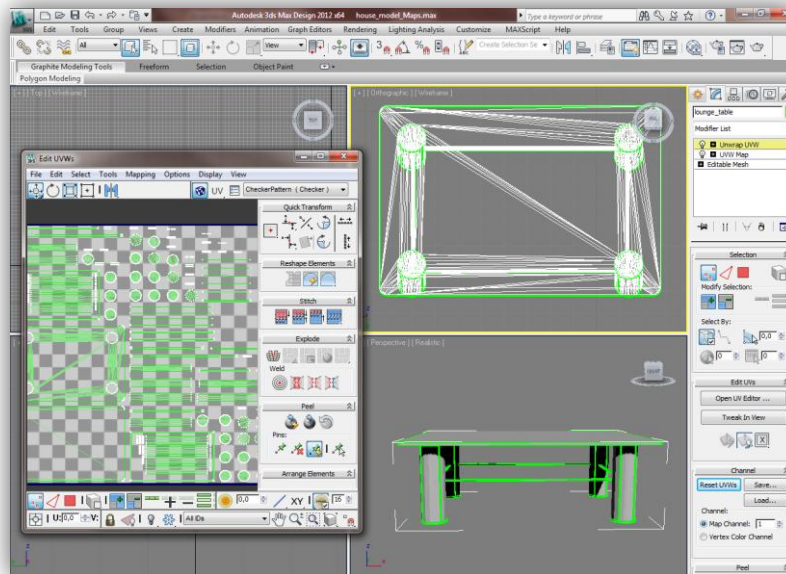 Autodesk 3ds Max Design 2012 x64 house_model_Maps.max
Type a keyword or phrase
Edit Tools Group Views Create Modifiers Animation Graph Editors Rendering Lighting Analysis Customize MAXScript Help
All View Create Selection Se
Graphite Modeling Tools Freeform Selection Object Paint
Polygon Modeling
[ + ] [ Top ] [ Wireframe ]
[ + ] [ Orthographic ] [ Wireframe ]
lounge_table
Modifier List
Unwrap UVW
UVW Map
Editable Mesh
Edit UVWs
File Edit Select Tools Mapping Options Display View
UV CheckerPattern ( Checker )
Quick Transform
Reshape Elements
Stitch
Explode
Weld
Peel
Pins:
Arrange Elements
0,0 XY 16
U: 0,0 V: All IDs
Perspective ] [ Realistic ]
Selection
Modify Selection:
Select By:
0,0
0 0
Edit UVs
Open UV Editor ...
Tweak In View
Channel
Reset UVWs Save...
Load...
Channel:
Map Channel: 1
Vertex Color Channel
Peel